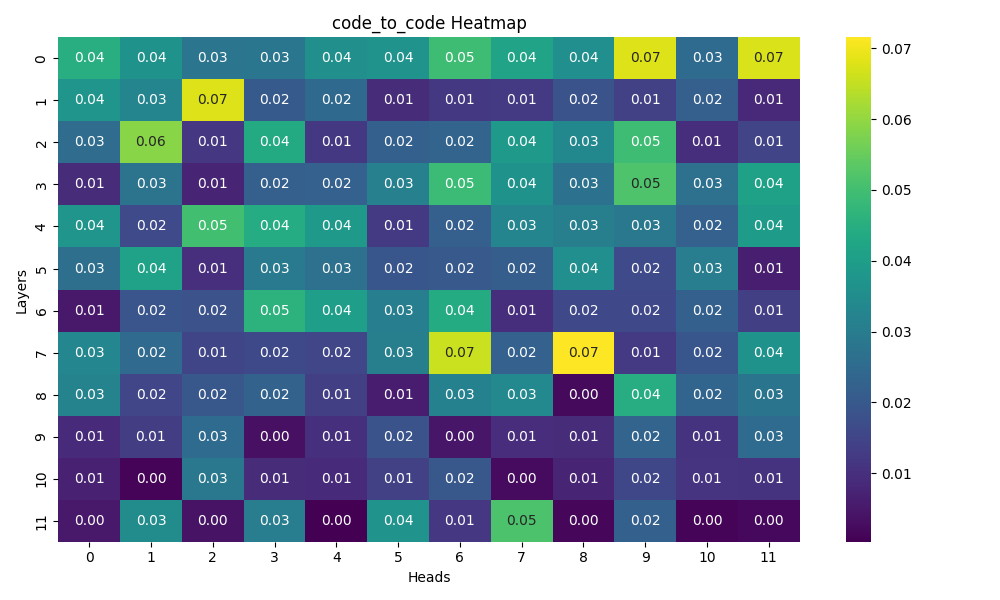 code_to_code Heatmap
0 0.04 0.04 0.03 0.03 0.04 0.04 0.05 0.04 0.04 0.07 0.03 0.07
1 0.04 0.03 0.07 0.02 0.02 0.01 0.01 0.01 0.02 0.01 0.02 0.01
2 0.03 0.06 0.01 0.04 0.01 0.02 0.02 0.04 0.03 0.05 0.01 0.01
3 0.01 0.03 0.01 0.02 0.02 0.03 0.05 0.04 0.03 0.05 0.03 0.04
4 0.04 0.02 0.05 0.04 0.04 0.01 0.02 0.03 0.03 0.03 0.02 0.04
5 0.03 0.04 0.01 0.03 0.03 0.02 0.02 0.02 0.04 0.02 0.03 0.01
6 0.01 0.02 0.02 0.05 0.04 0.03 0.04 0.01 0.02 0.02 0.02 0.01
7 0.03 0.02 0.01 0.02 0.02 0.03 0.07 0.02 0.07 0.01 0.02 0.04
8 0.03 0.02 0.02 0.02 0.01 0.01 0.03 0.03 0.00 0.04 0.02 0.03
9 0.01 0.01 0.03 0.00 0.01 0.02 0.00 0.01 0.01 0.02 0.01 0.03
10 0.01 0.00 0.03 0.01 0.01 0.01 0.02 0.00 0.01 0.02 0.01 0.01
11 0.00 0.03 0.00 0.03 0.00 0.04 0.01 0.05 0.00 0.02 0.00 0.00
0 1 2 3 4 5 6 7 8 9 10 11
Heads
Layers
0.07
0.06
0.05
0.04
0.03
0.02
0.01